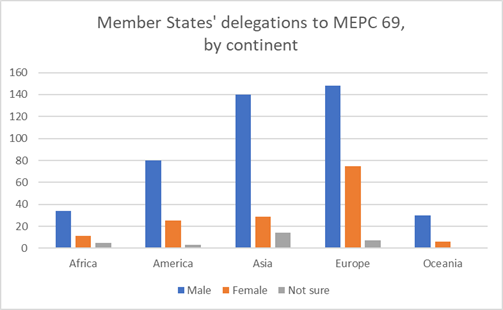 Member States' delegations to MEPC 69,
by continent
160
140
120
100
80
60
40
20
0
Africa America Asia Europe Oceania
Male Female Not sure